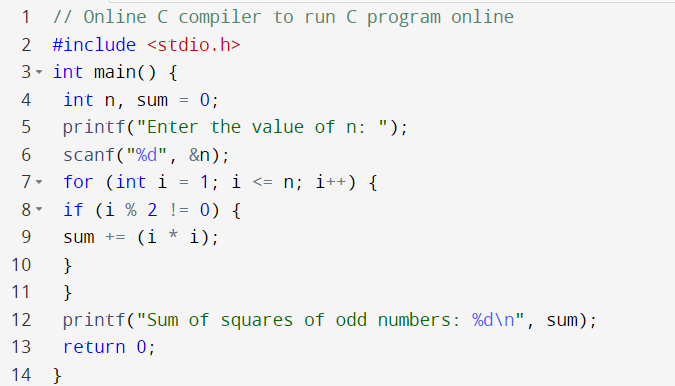 1 // Online C compiler to run C program online
2 #include <stdio.h>
3 int main() {
4 int n, sum = 0;
5 printf("Enter the value of n: ");
6 scanf("%d", &n);
7 for (int i = 1; i <= n; i++) {
8 if (i % 2 != 0) {
9 sum += (i * i);
10 }
11 }
12 printf("Sum of squares of odd numbers: %d\n", sum);
13 return 0;
14 }